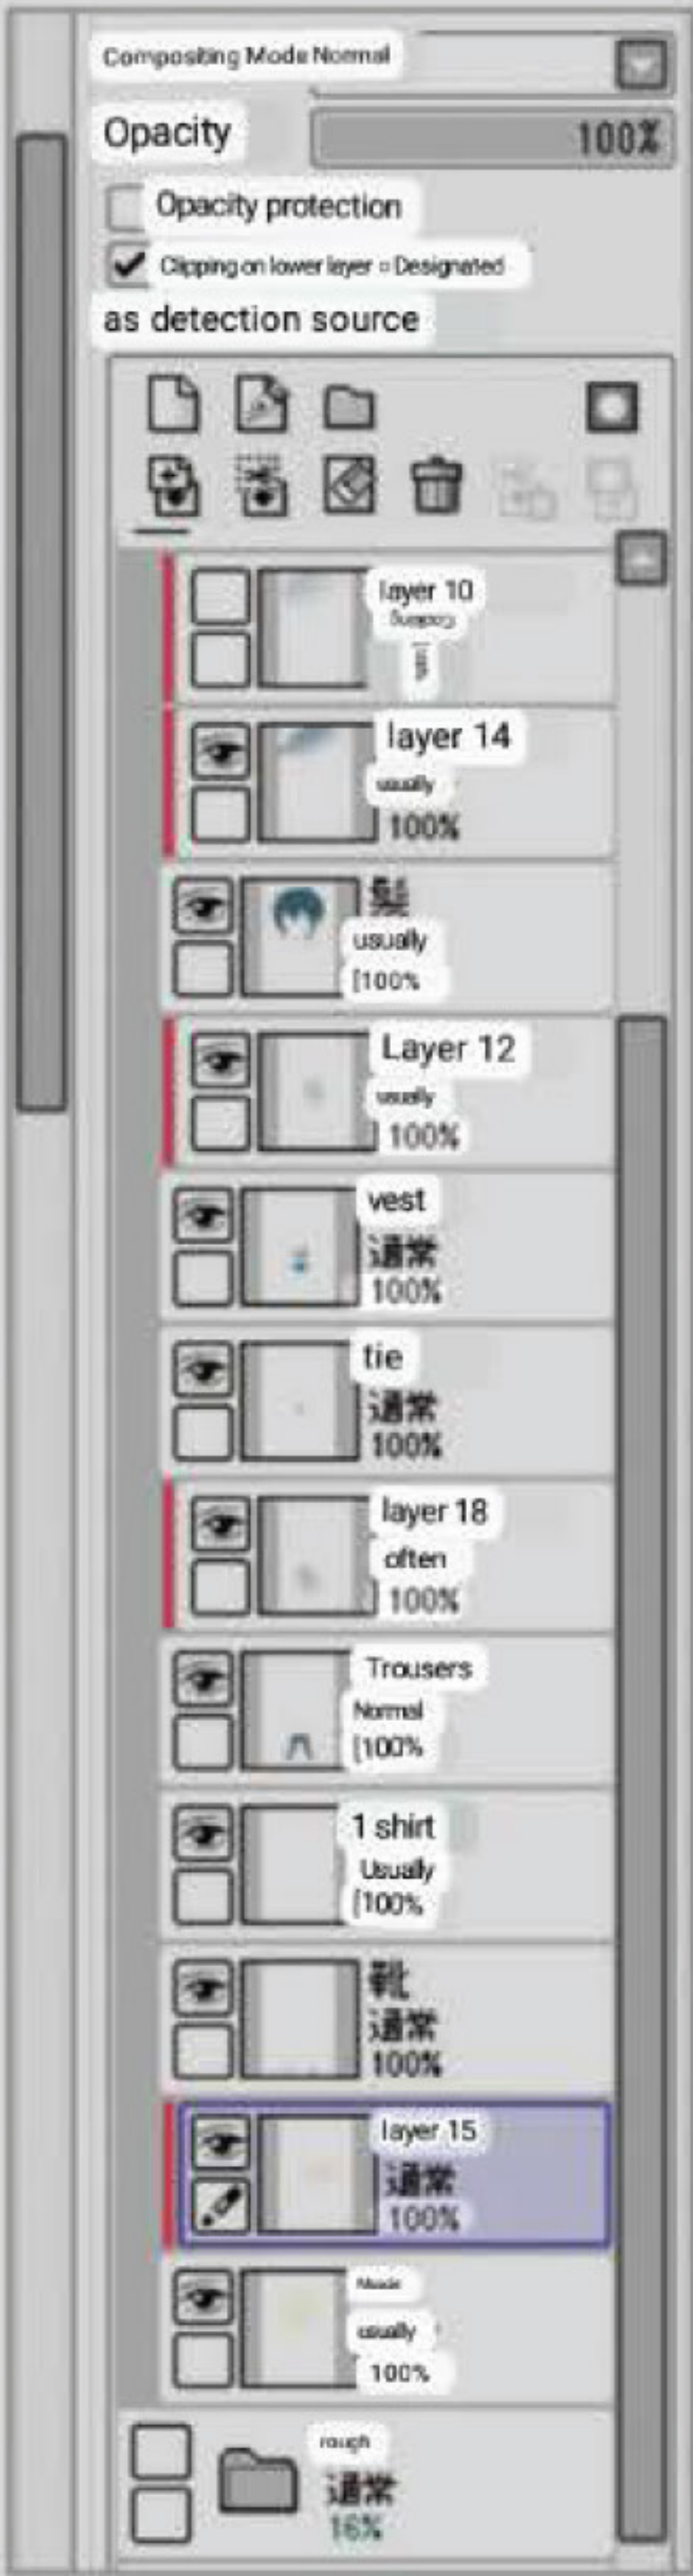 Compositing Mode Normal
Opacity
100%
Opacity protection
Clipping on lower layer ▫ Designated
as detection source
layer 10
layer 14
usually
100%
髪
usually
[100%
Layer 12
usually
100%
vest
通常
100%
tie
通常
100%
layer 18
often
100%
Trousers
Normal
[100%
1 shirt
Usually
[100%
靴
通常
100%
layer 15
通常
100%
usually
100%
rough
通常
16%